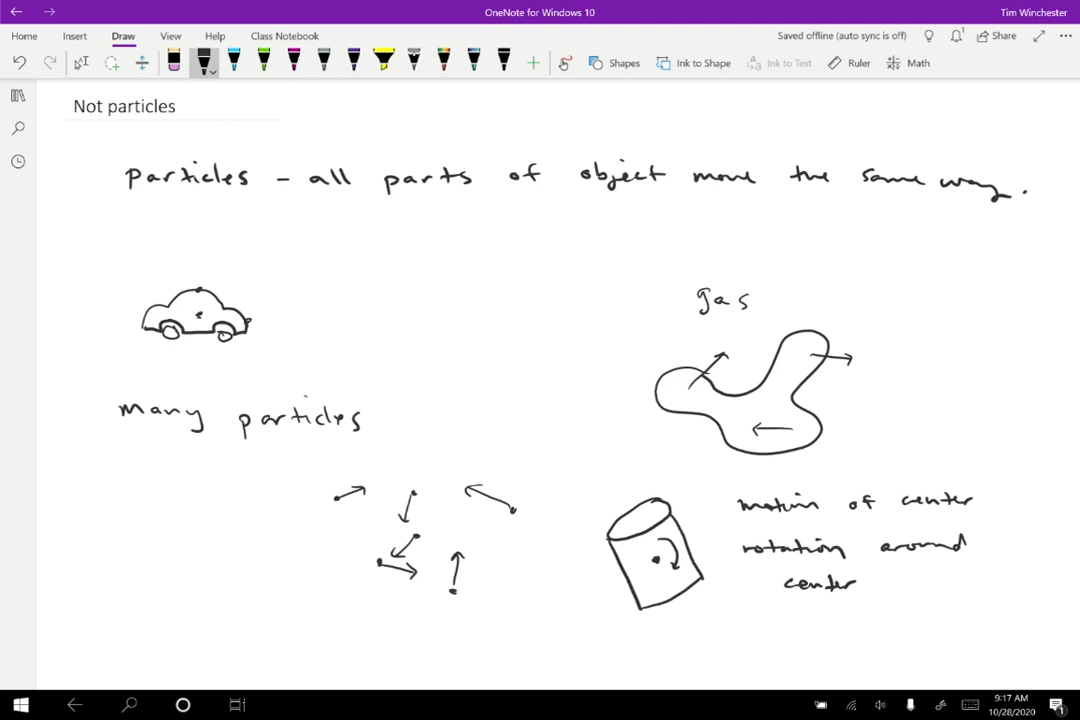 OneNote for Windows 10
Tim Winchester
Home Insert Draw View Help Class Notebook
Saved offline (auto sync is off) Share
Shapes Ink to Shape Ink to Text Ruler Math
Not particles
Particles - all parts of object move the same way.
gas
many particles
motion of center
rotation around
center
9:17 AM
10/28/2020